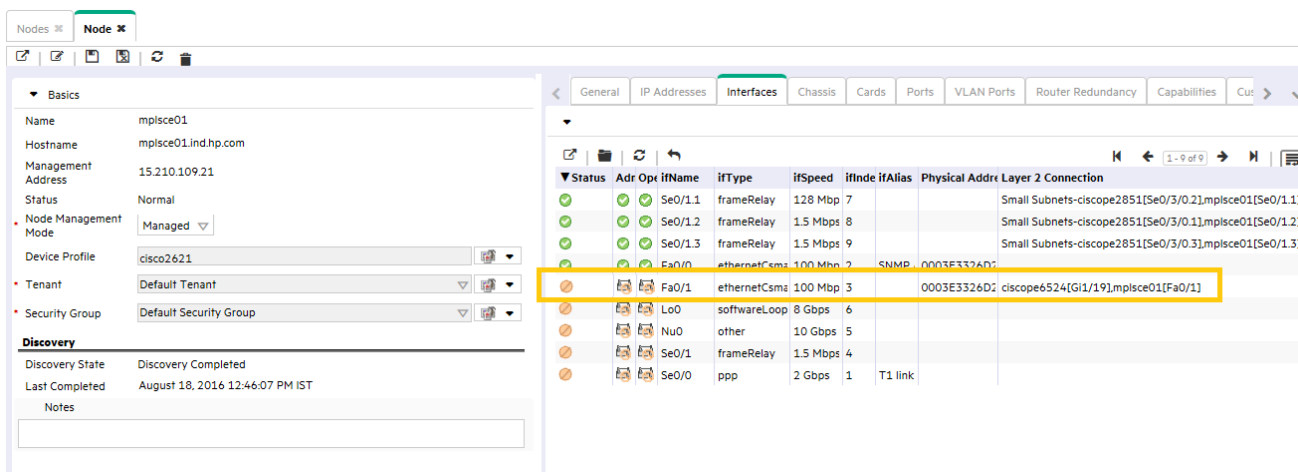 Nodes Node
Basics
Name mplsce01
Hostname mplsce01.ind.hp.com
Management
Address
15.210.109.21
Status Normal
* Node Management
Mode
Managed
Device Profile cisco2621
* Tenant Default Tenant
* Security Group Default Security Group
Discovery
Discovery State Discovery Completed
Last Completed August 18, 2016 12:46:07 PM IST
Notes
General IP Addresses Interfaces Chassis Cards Ports VLAN Ports Router Redundancy Capabilities Cus
1 - 9 of 9
Status Adr Ope ifName ifType ifSpeed ifInde ifAlias Physical Addre Layer 2 Connection
Se0/1.1 frameRelay 128 Mbp 7 Small Subnets-ciscope2851[Se0/3/0.2],mplsce01[Se0/1.1]
Se0/1.2 frameRelay 1.5 Mbps 8 Small Subnets-ciscope2851[Se0/3/0.1],mplsce01[Se0/1.2]
Se0/1.3 frameRelay 1.5 Mbps 9 Small Subnets-ciscope2851[Se0/3/0.3],mplsce01[Se0/1.3]
Fa0/0 ethernetCsma 100 Mbp 2 SNMP 0003E3326D2
Fa0/1 ethernetCsma 100 Mbp 3 0003E3326D2 ciscope6524[Gi1/19],mplsce01[Fa0/1]
Lo0 softwareLoop 8 Gbps 6
Nu0 other 10 Gbps 5
Se0/1 frameRelay 1.5 Mbps 4
Se0/0 ppp 2 Gbps 1 T1 link